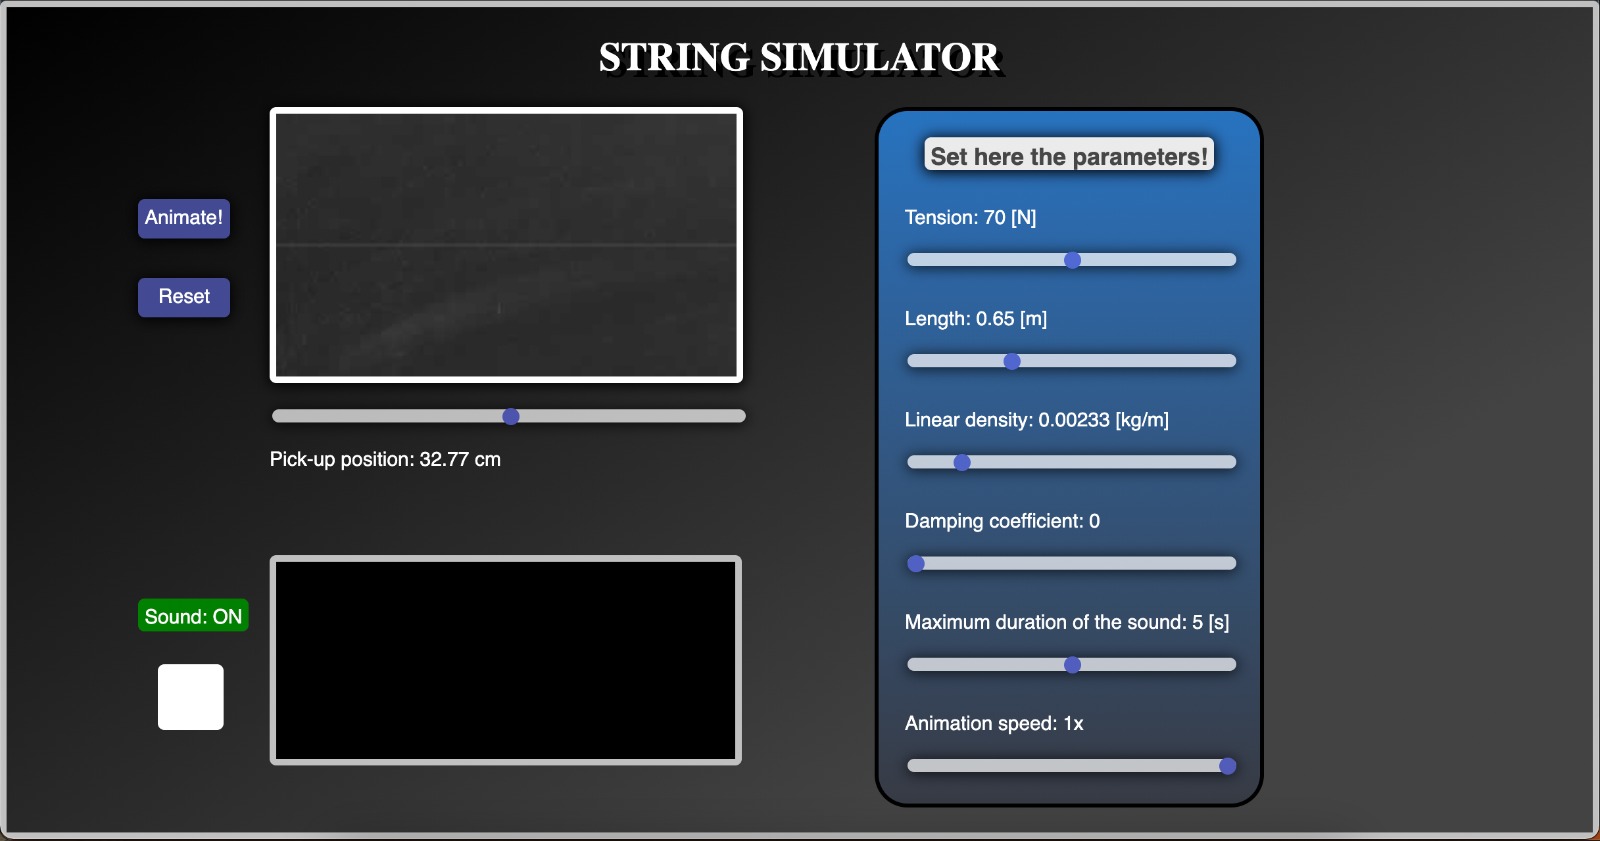 STRING SIMULATOR
Animate!
Reset
Pick-up position: 32.77 cm
Sound: ON
Set here the parameters!
Tension: 70 [N]
Length: 0.65 [m]
Linear density: 0.00233 [kg/m]
Damping coefficient: 0
Maximum duration of the sound: 5 [s]
Animation speed: 1x